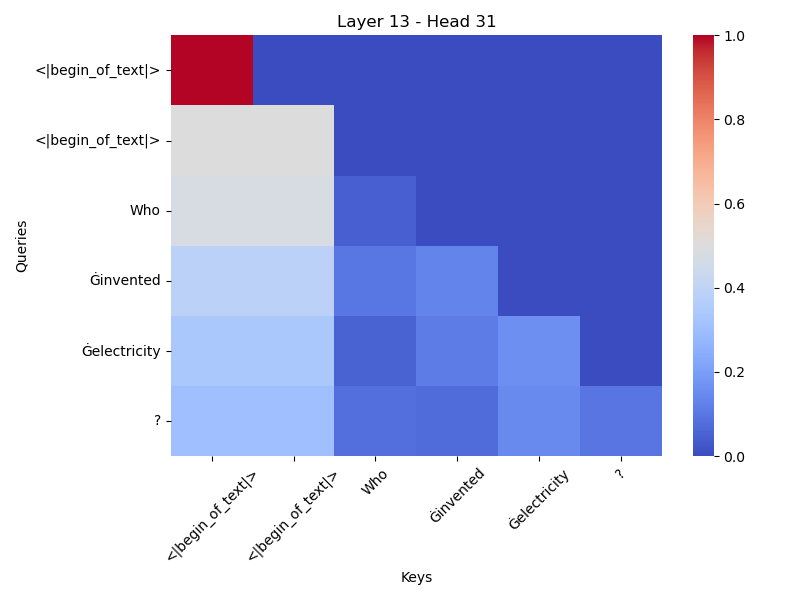 Layer 13 - Head 31
<|begin_of_text|>
<|begin_of_text|>
Who
Ġinvented
Ġelectricity
?
Queries
<|begin_of_text|>
<|begin_of_text|>
Who
Ġinvented
Ġelectricity
?
Keys
1.0
0.8
0.6
0.4
0.2
0.0